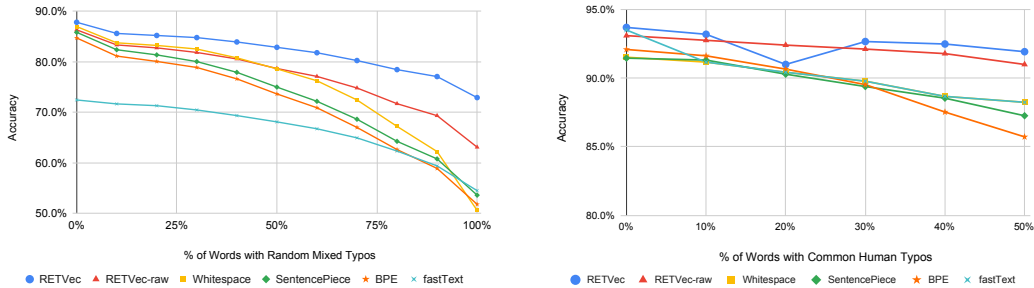 90.0%
80.0%
70.0%
60.0%
50.0%
Accuracy
0%
25%
50%
75%
100%
% of Words with Random Mixed Typos
RETVec
RETVec-raw
Whitespace
SentencePiece
BPE
fastText
95.0%
90.0%
85.0%
80.0%
Accuracy
0%
10%
20%
30%
40%
50%
% of Words with Common Human Typos
RETVec
RETVec-raw
Whitespace
SentencePiece
BPE
fastText